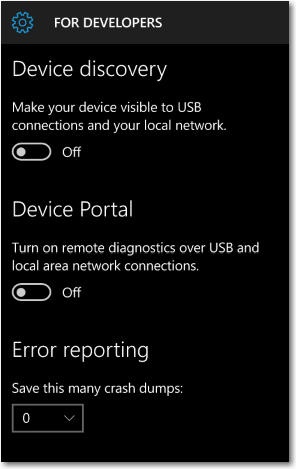 FOR DEVELOPERS
Device discovery
Make your device visible to USB
connections and your local network.
Off
Device Portal
Turn on remote diagnostics over USB and
local area network connections.
Off
Error reporting
Save this many crash dumps:
0